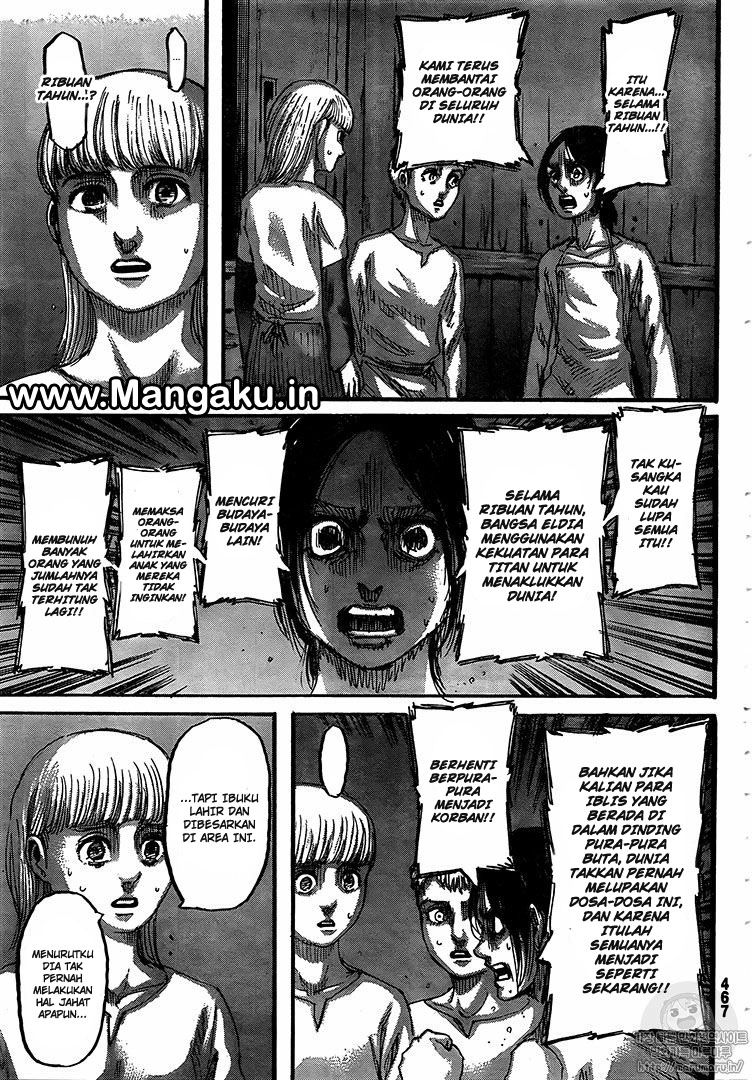 ITU
KARENA...
SELAMA
RIBUAN
TAHUN...!!
KAMI TERUS
MEMBANTAI
ORANG-ORANG
DI SELURUH
DUNIA!!
...
RIBUAN
TAHUN...?
www.Mangaku.in
TAK KU-
SANGKA
KAU
SUDAH
LUPA
SEMUA
ITU!!
SELAMA
RIBUAN TAHUN,
BANGSA ELDIA
MENGGUNAKAN
KEKUATAN PARA
TITAN UNTUK
MENAKLUKKAN
DUNIA!
MENCURI
BUDAYA-
BUDAYA
LAIN!
MEMAKSA
ORANG-
ORANG
UNTUK ME-
LAHIRKAN
ANAK YANG
MEREKA
TIDAK
INGINKAN!
MEMBUNUH
BANYAK
ORANG YANG
JUMLAHNYA
SUDAH TAK
TERHITUNG
LAGI!!
BAHKAN JIKA
KALIAN PARA
IBLIS YANG
BERADA DI
DALAM DINDING
PURA-PURA
BUTA, DUNIA
TAKKAN PERNAH
MELUPAKAN
DOSA-DOSA INI,
DAN KARENA
ITULAH
SEMUANYA
MENJADI
SEPERTI
SEKARANG!!
BERHENTI
BERPURA-
PURA
MENJADI
KORBAN!!
...TAPI IBUKU
LAHIR DAN
DIBESARKAN
DI AREA INI.
MENURUTKU
DIA TAK
PERNAH
MELAKUKAN
HAL JAHAT
APAPUN...
467
http://marumaru.in/